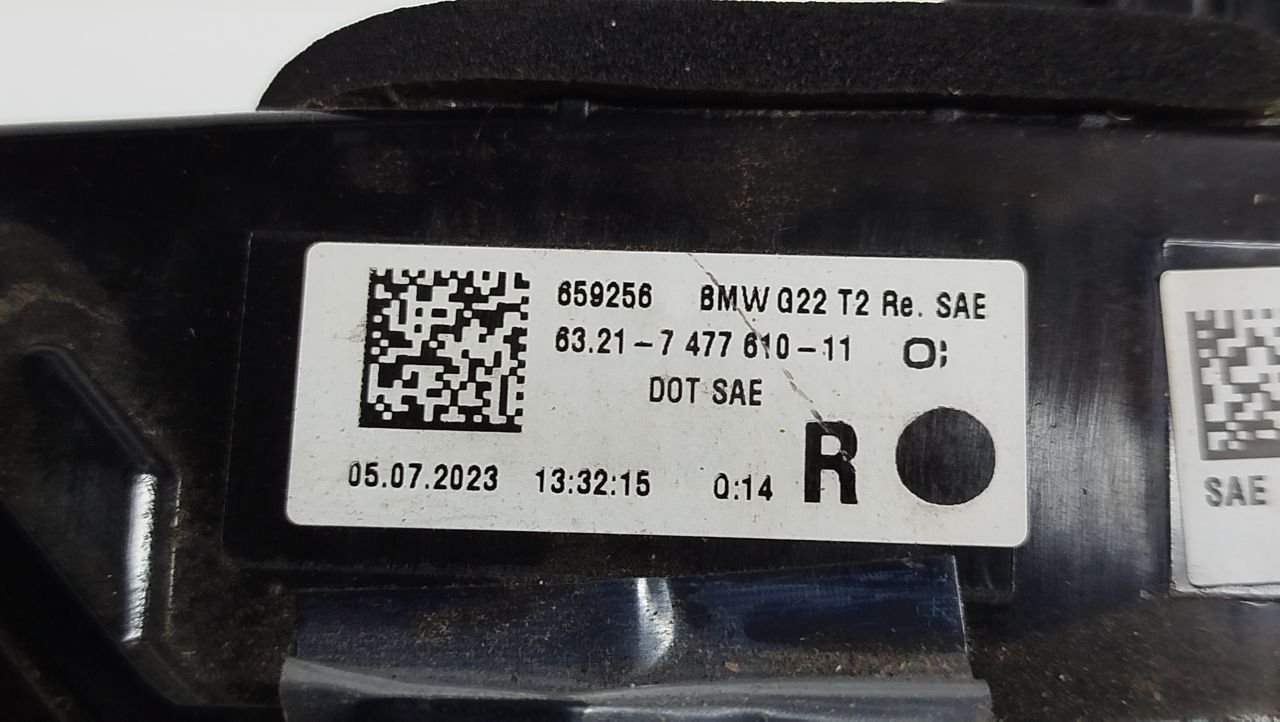 659256 BMW G22 T2 Re. SAE
63.21-7 477 610-11 O;
DOT SAE
05.07.2023 13:32:15 Q:14 R
SAE